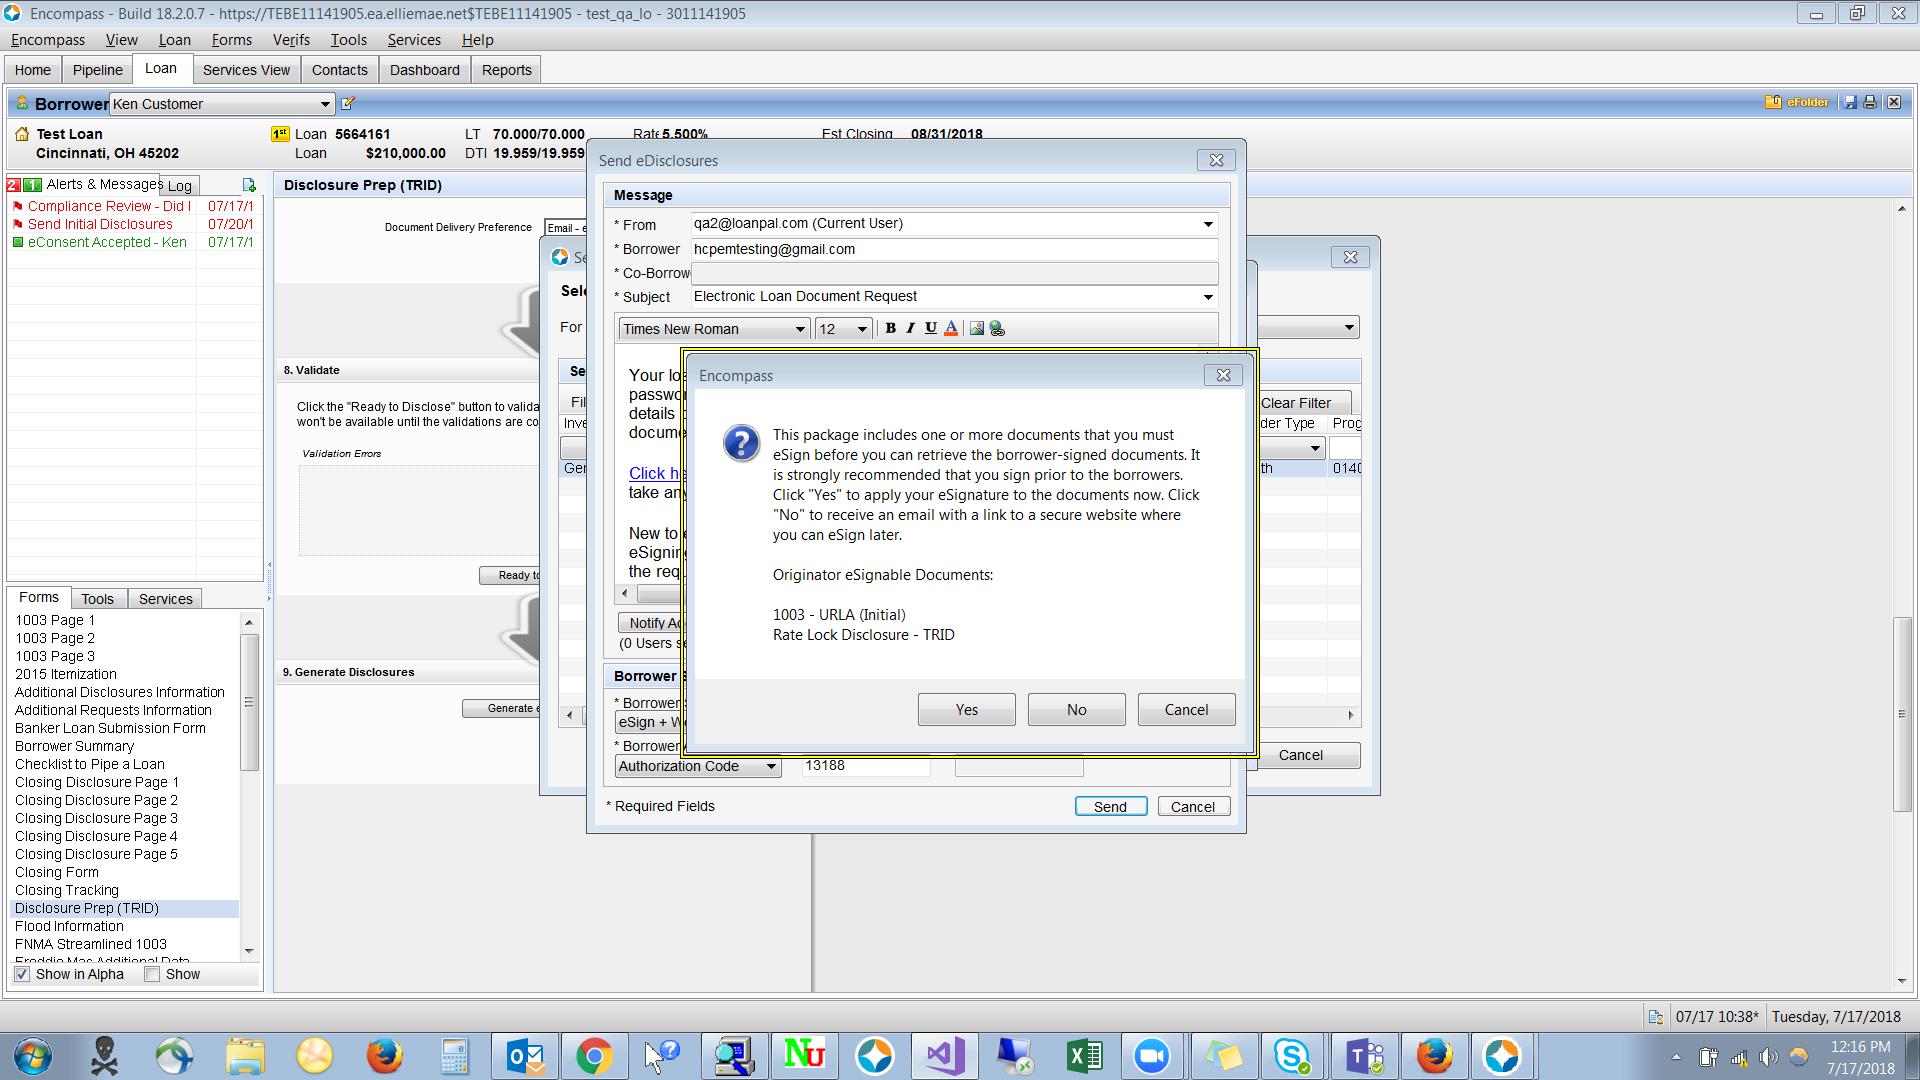 Encompass - Build 18.2.0.7 - https://TEBE11141905.ea.elliemae.net$TEBE11141905 - test_qa_lo - 3011141905
Encompass View Loan Forms Verifs Tools Services Help
Home Pipeline Loan Services View Contacts Dashboard Reports
Borrower Ken Customer
eFolder
Test Loan
Cincinnati, OH 45202
1st Loan 5664161
Loan $210,000.00
LT 70.000/70.000
DTI 19.959/19.959
Rate 5.500%
Est Closing 08/31/2018
2 1 Alerts & Messages Log
Compliance Review - Did I 07/17/1
Send Initial Disclosures 07/20/1
eConsent Accepted - Ken 07/17/1
Forms Tools Services
1003 Page 1
1003 Page 2
1003 Page 3
2015 Itemization
Additional Disclosures Information
Additional Requests Information
Banker Loan Submission Form
Borrower Summary
Checklist to Pipe a Loan
Closing Disclosure Page 1
Closing Disclosure Page 2
Closing Disclosure Page 3
Closing Disclosure Page 4
Closing Disclosure Page 5
Closing Form
Closing Tracking
Disclosure Prep (TRID)
Flood Information
FNMA Streamlined 1003
Freddie Mac Additional Data
Show in Alpha Show
Disclosure Prep (TRID)
Document Delivery Preference Email - e
8. Validate
Click the "Ready to Disclose" button to valida
won't be available until the validations are co
Validation Errors
Ready to
9. Generate Disclosures
Generate e
Se
Sele
For
Se
Fil
Inve
Ger
Clear Filter
der Type Prog
th 0140
Cancel
Send eDisclosures
Message
* From qa2@loanpal.com (Current User)
* Borrower hcpemtesting@gmail.com
* Co-Borrow
* Subject Electronic Loan Document Request
Times New Roman 12 B I U A
Your loa
passwor
details
docume
Click he
take any
New to e
eSignin
the req
Notify Ad
(0 Users se
Borrower S
* Borrower
eSign + W
* Borrower
Authorization Code 13188
* Required Fields
Send Cancel
Encompass
This package includes one or more documents that you must
eSign before you can retrieve the borrower-signed documents. It
is strongly recommended that you sign prior to the borrowers.
Click "Yes" to apply your eSignature to the documents now. Click
"No" to receive an email with a link to a secure website where
you can eSign later.
Originator eSignable Documents:
1003 - URLA (Initial)
Rate Lock Disclosure - TRID
Yes No Cancel
07/17 10:38* Tuesday, 7/17/2018
Nu
12:16 PM
7/17/2018